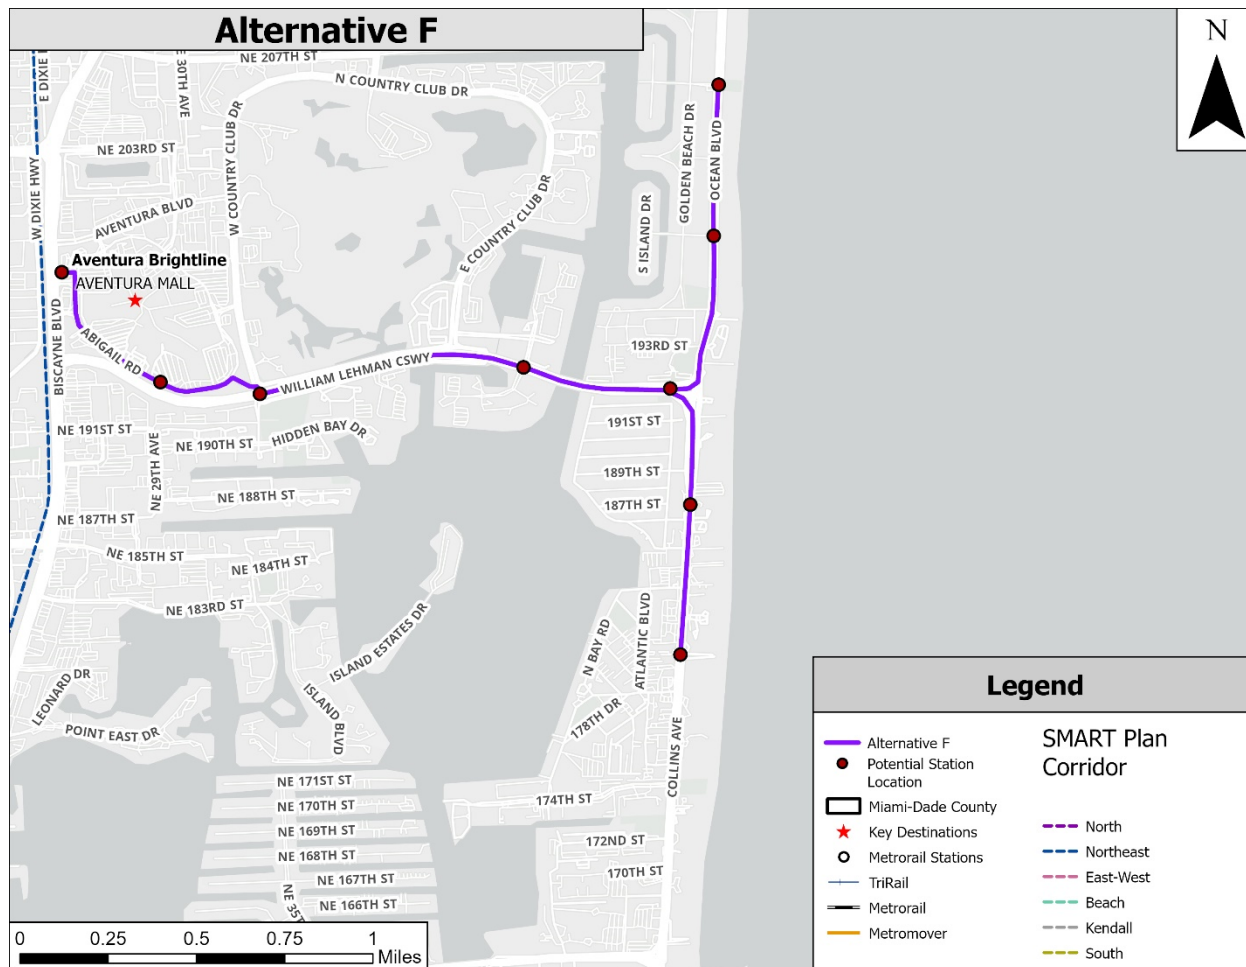 Alternative F
N
NE 207TH ST
E DIXIE H
NE 30TH AVE
N COUNTRY CLUB DR
W COUNTRY CLUB DR
GOLDEN BEACH DR
OCEAN BLVD
NE 203RD ST
W DIXIE HWY
AVENTURA BLVD
E COUNTRY CLUB DR
S ISLAND DR
Aventura Brightline
AVENTURA MALL
BISCAYNE BLVD
ABIGAIL RD
193RD ST
WILLIAM LEHMAN CSWY
NE 191ST ST
NE 190TH ST
HIDDEN BAY DR
191ST ST
NE 29TH AVE
189TH ST
NE 188TH ST
187TH ST
NE 187TH ST
NE 185TH ST
NE 184TH ST
NE 183RD ST
ISLAND ESTATES DR
N BAY RD
ATLANTIC BLVD
LEONARD DR
ISLAND BLVD
178TH DR
POINT EAST DR
COLLINS AVE
NE 171ST ST
NE 170TH ST
174TH ST
NE 169TH ST
172ND ST
NE 168TH ST
170TH ST
NE 167TH ST
NE 166TH ST
NE 35T
0 0.25 0.5 0.75 1
Miles
Legend
Alternative F
Potential Station
Location
Miami-Dade County
Key Destinations
Metrorail Stations
TriRail
Metrorail
Metromover
SMART Plan
Corridor
North
Northeast
East-West
Beach
Kendall
South